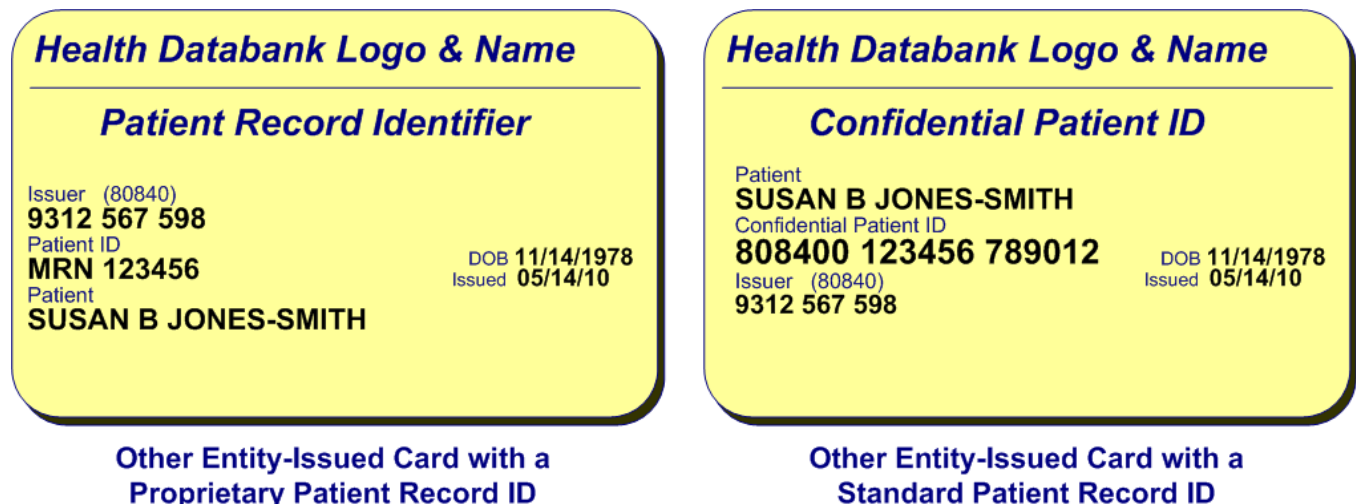 Health Databank Logo & Name
Patient Record Identifier
Issuer (80840)
9312 567 598
Patient ID
MRN 123456
DOB 11/14/1978
Issued 05/14/10
Patient
SUSAN B JONES-SMITH
Other Entity-Issued Card with a
Proprietary Patient Record ID
Health Databank Logo & Name
Confidential Patient ID
Patient
SUSAN B JONES-SMITH
Confidential Patient ID
808400 123456 789012
DOB 11/14/1978
Issued 05/14/10
Issuer (80840)
9312 567 598
Other Entity-Issued Card with a
Standard Patient Record ID